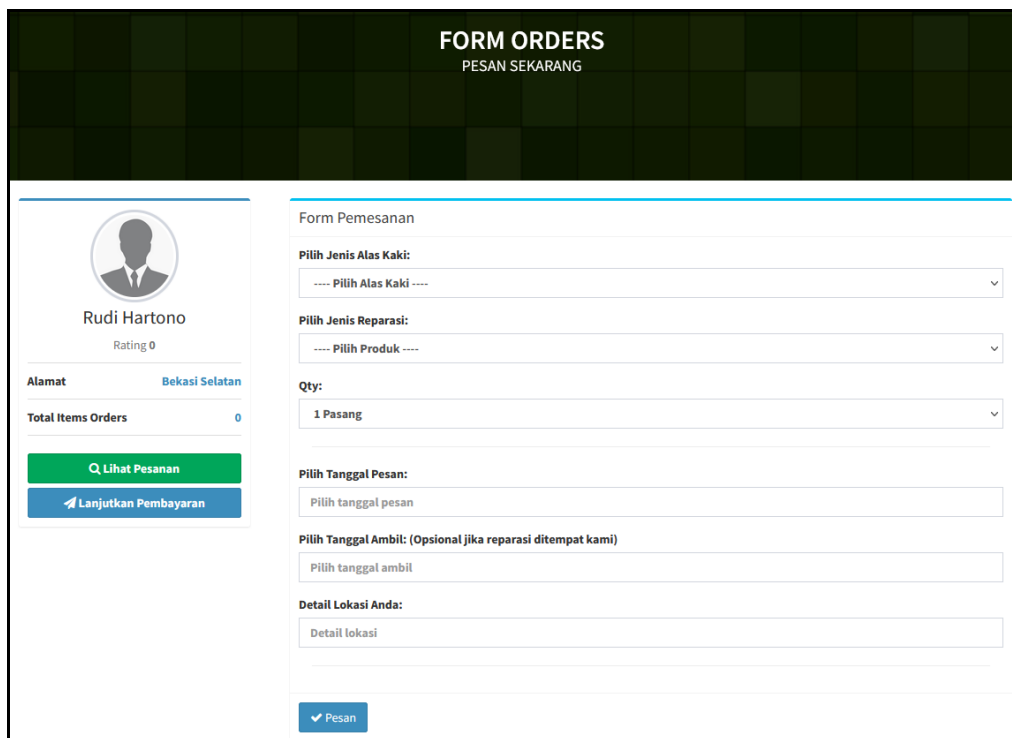 FORM ORDERS
PESAN SEKARANG
Rudi Hartono
Rating 0
Alamat Bekasi Selatan
Total Items Orders 0
Lihat Pesanan
Lanjutkan Pembayaran
Form Pemesanan
Pilih Jenis Alas Kaki:
---- Pilih Alas Kaki ----
Pilih Jenis Reparasi:
---- Pilih Produk ----
Qty:
1 Pasang
Pilih Tanggal Pesan:
Pilih tanggal pesan
Pilih Tanggal Ambil: (Opsional jika reparasi ditempat kami)
Pilih tanggal ambil
Detail Lokasi Anda:
Detail lokasi
Pesan